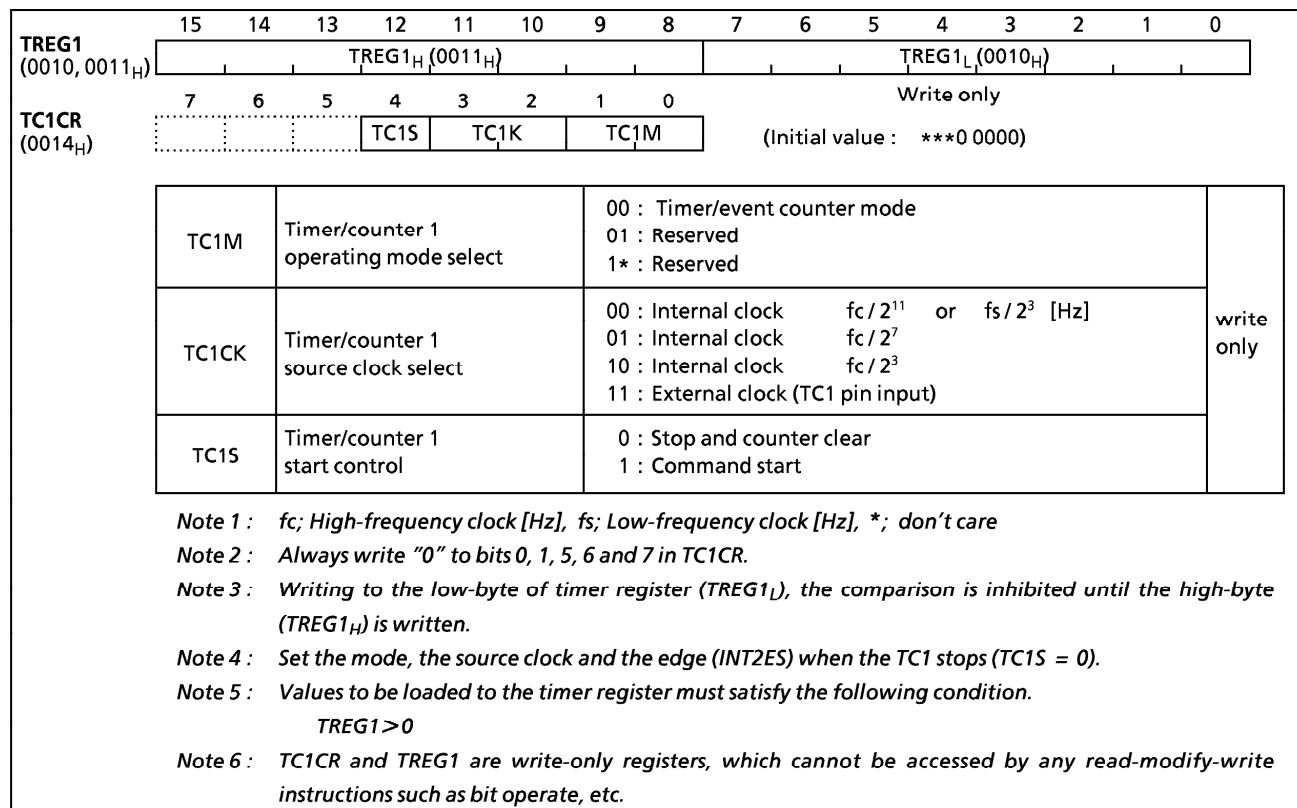 15 14 13 12 11 10 9 8 7 6 5 4 3 2 1 0
TREG1
(0010, 0011H)
TREG1H (0011H) TREG1L (0010H)
Write only
7 6 5 4 3 2 1 0
TC1CR
(0014H)
TC1S TC1K TC1M (Initial value : ***0 0000)
TC1M
Timer/counter 1
operating mode select
00 : Timer/event counter mode
01 : Reserved
1* : Reserved
TC1CK
Timer/counter 1
source clock select
00 : Internal clock fc / 2¹¹ or fs / 2³ [Hz]
01 : Internal clock fc / 2⁷
10 : Internal clock fc / 2³
11 : External clock (TC1 pin input)
TC1S
Timer/counter 1
start control
0 : Stop and counter clear
1 : Command start
write
only
Note 1 : fc; High-frequency clock [Hz], fs; Low-frequency clock [Hz], *; don't care
Note 2 : Always write "0" to bits 0, 1, 5, 6 and 7 in TC1CR.
Note 3 : Writing to the low-byte of timer register (TREG1L), the comparison is inhibited until the high-byte
(TREG1H) is written.
Note 4 : Set the mode, the source clock and the edge (INT2ES) when the TC1 stops (TC1S = 0).
Note 5 : Values to be loaded to the timer register must satisfy the following condition.
TREG1>0
Note 6 : TC1CR and TREG1 are write-only registers, which cannot be accessed by any read-modify-write
instructions such as bit operate, etc.